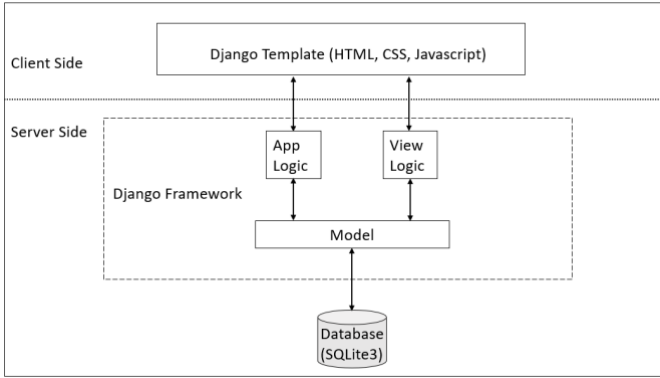 Django Template (HTML, CSS, Javascript)
Client Side
Server Side
App
Logic
View
Logic
Django Framework
Model
Database
(SQLite3)